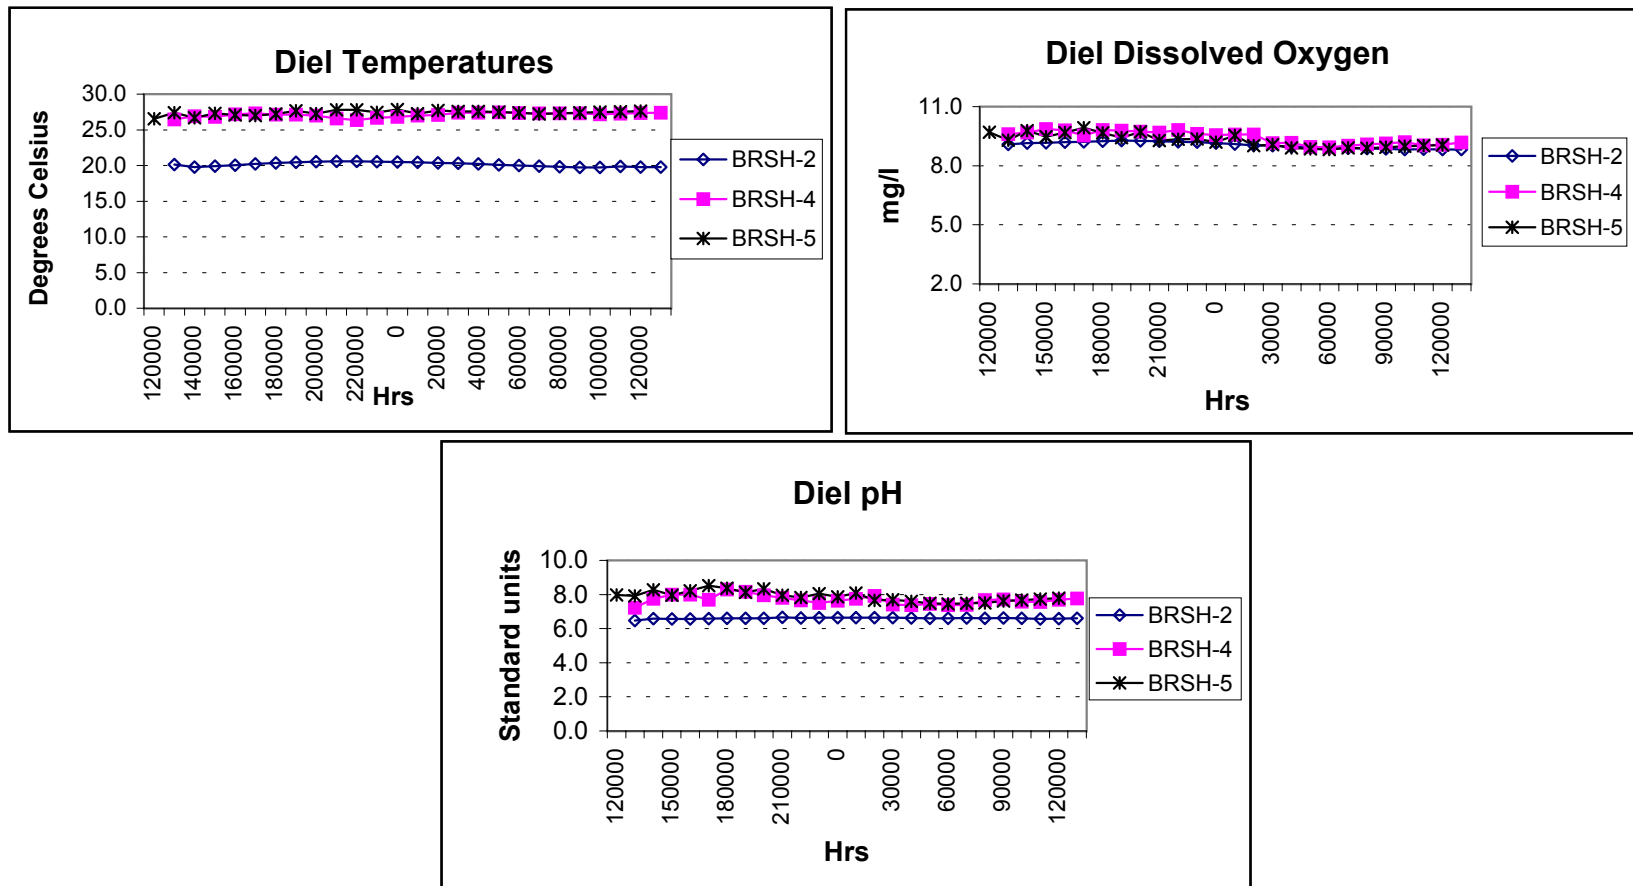 Diel Temperatures
30.0
25.0
20.0
15.0
10.0
5.0
0.0
Degrees Celsius
120000
140000
160000
180000
200000
220000
0
20000
40000
60000
80000
100000
120000
Hrs
BRSH-2
BRSH-4
BRSH-5
Diel Dissolved Oxygen
11.0
8.0
5.0
2.0
mg/l
120000
150000
180000
210000
0
30000
60000
90000
120000
Hrs
BRSH-2
BRSH-4
BRSH-5
Diel pH
10.0
8.0
6.0
4.0
2.0
0.0
Standard units
120000
150000
180000
210000
0
30000
60000
90000
120000
Hrs
BRSH-2
BRSH-4
BRSH-5